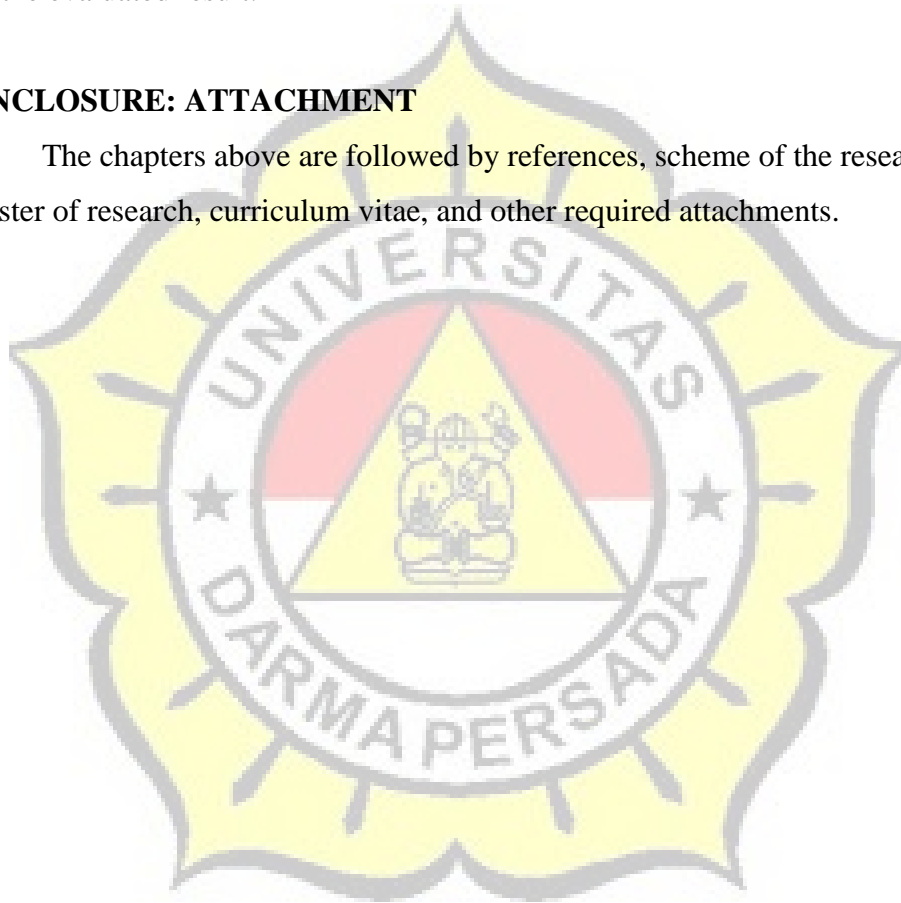 NCLOSURE: ATTACHMENT
The chapters above are followed by references, scheme of the resea
ster of research, curriculum vitae, and other required attachments.
UNIVERSITAS
DARMA PERSADA